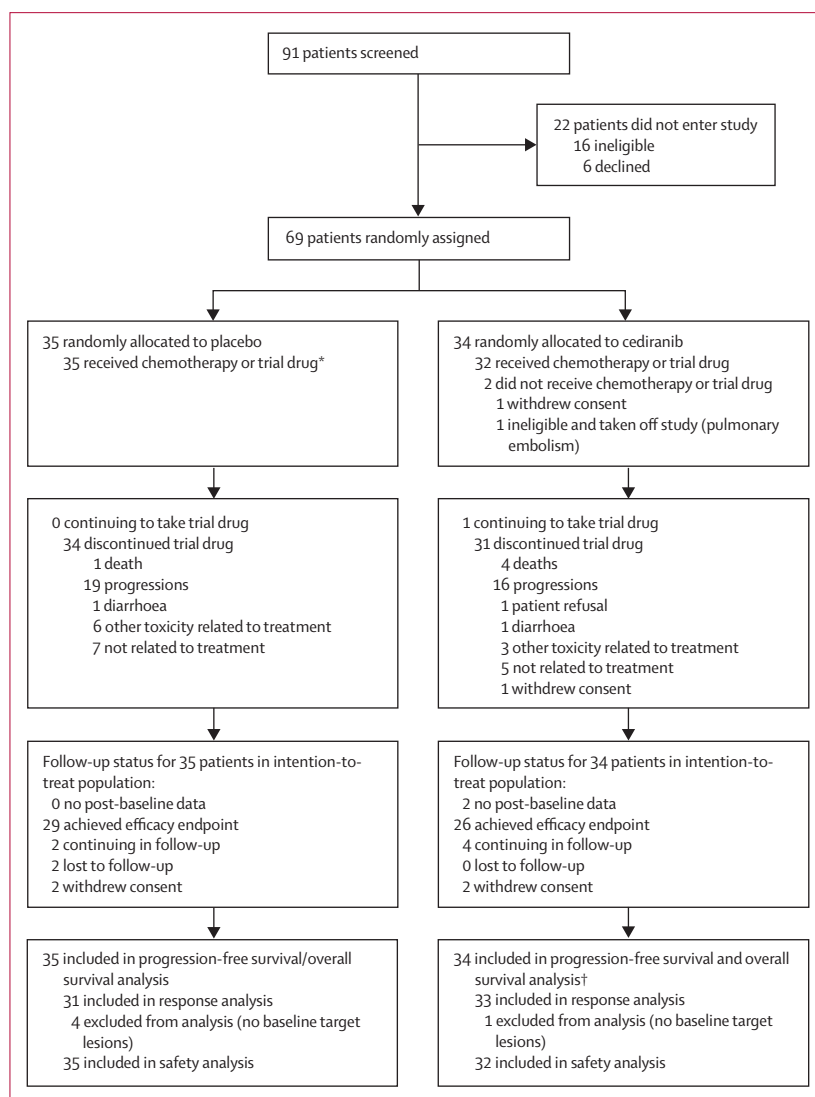 91 patients screened
22 patients did not enter study
16 ineligible
6 declined
69 patients randomly assigned
35 randomly allocated to placebo
35 received chemotherapy or trial drug*
34 randomly allocated to cediranib
32 received chemotherapy or trial drug
2 did not receive chemotherapy or trial drug
1 withdrew consent
1 ineligible and taken off study (pulmonary
embolism)
0 continuing to take trial drug
34 discontinued trial drug
1 death
19 progressions
1 diarrhoea
6 other toxicity related to treatment
7 not related to treatment
1 continuing to take trial drug
31 discontinued trial drug
4 deaths
16 progressions
1 patient refusal
1 diarrhoea
3 other toxicity related to treatment
5 not related to treatment
1 withdrew consent
Follow-up status for 35 patients in intention-to-
treat population:
0 no post-baseline data
29 achieved efficacy endpoint
2 continuing in follow-up
2 lost to follow-up
2 withdrew consent
Follow-up status for 34 patients in intention-to-
treat population:
2 no post-baseline data
26 achieved efficacy endpoint
4 continuing in follow-up
0 lost to follow-up
2 withdrew consent
35 included in progression-free survival/overall
survival analysis
31 included in response analysis
4 excluded from analysis (no baseline target
lesions)
35 included in safety analysis
34 included in progression-free survival and overall
survival analysis†
33 included in response analysis
1 excluded from analysis (no baseline target
lesions)
32 included in safety analysis